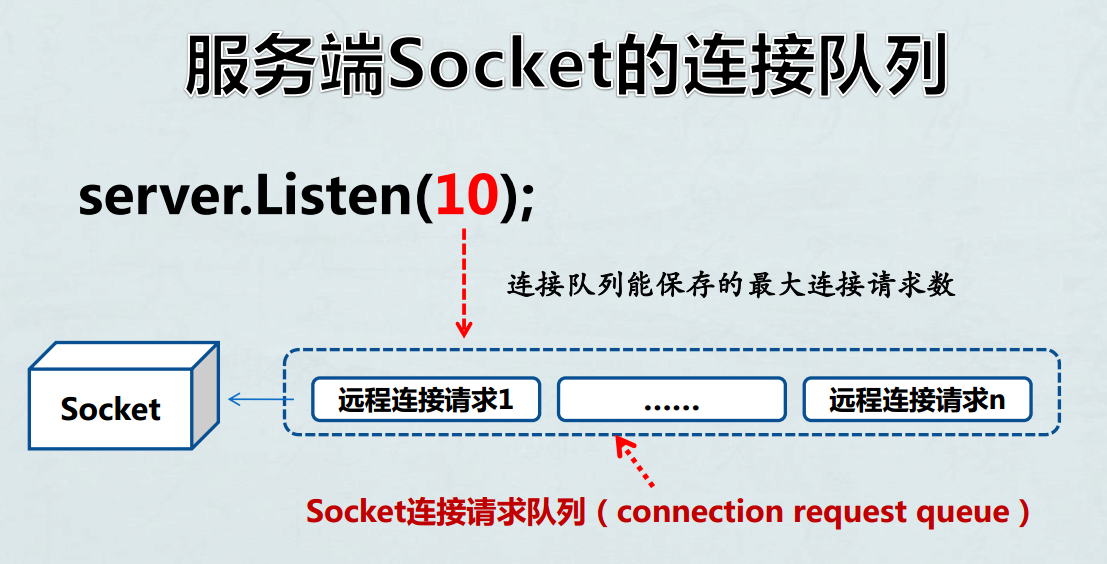 服务端Socket的连接队列
server.Listen(10);
连接队列能保存的最大连接请求数
Socket
远程连接请求1
……
远程连接请求n
Socket连接请求队列（connection request queue）